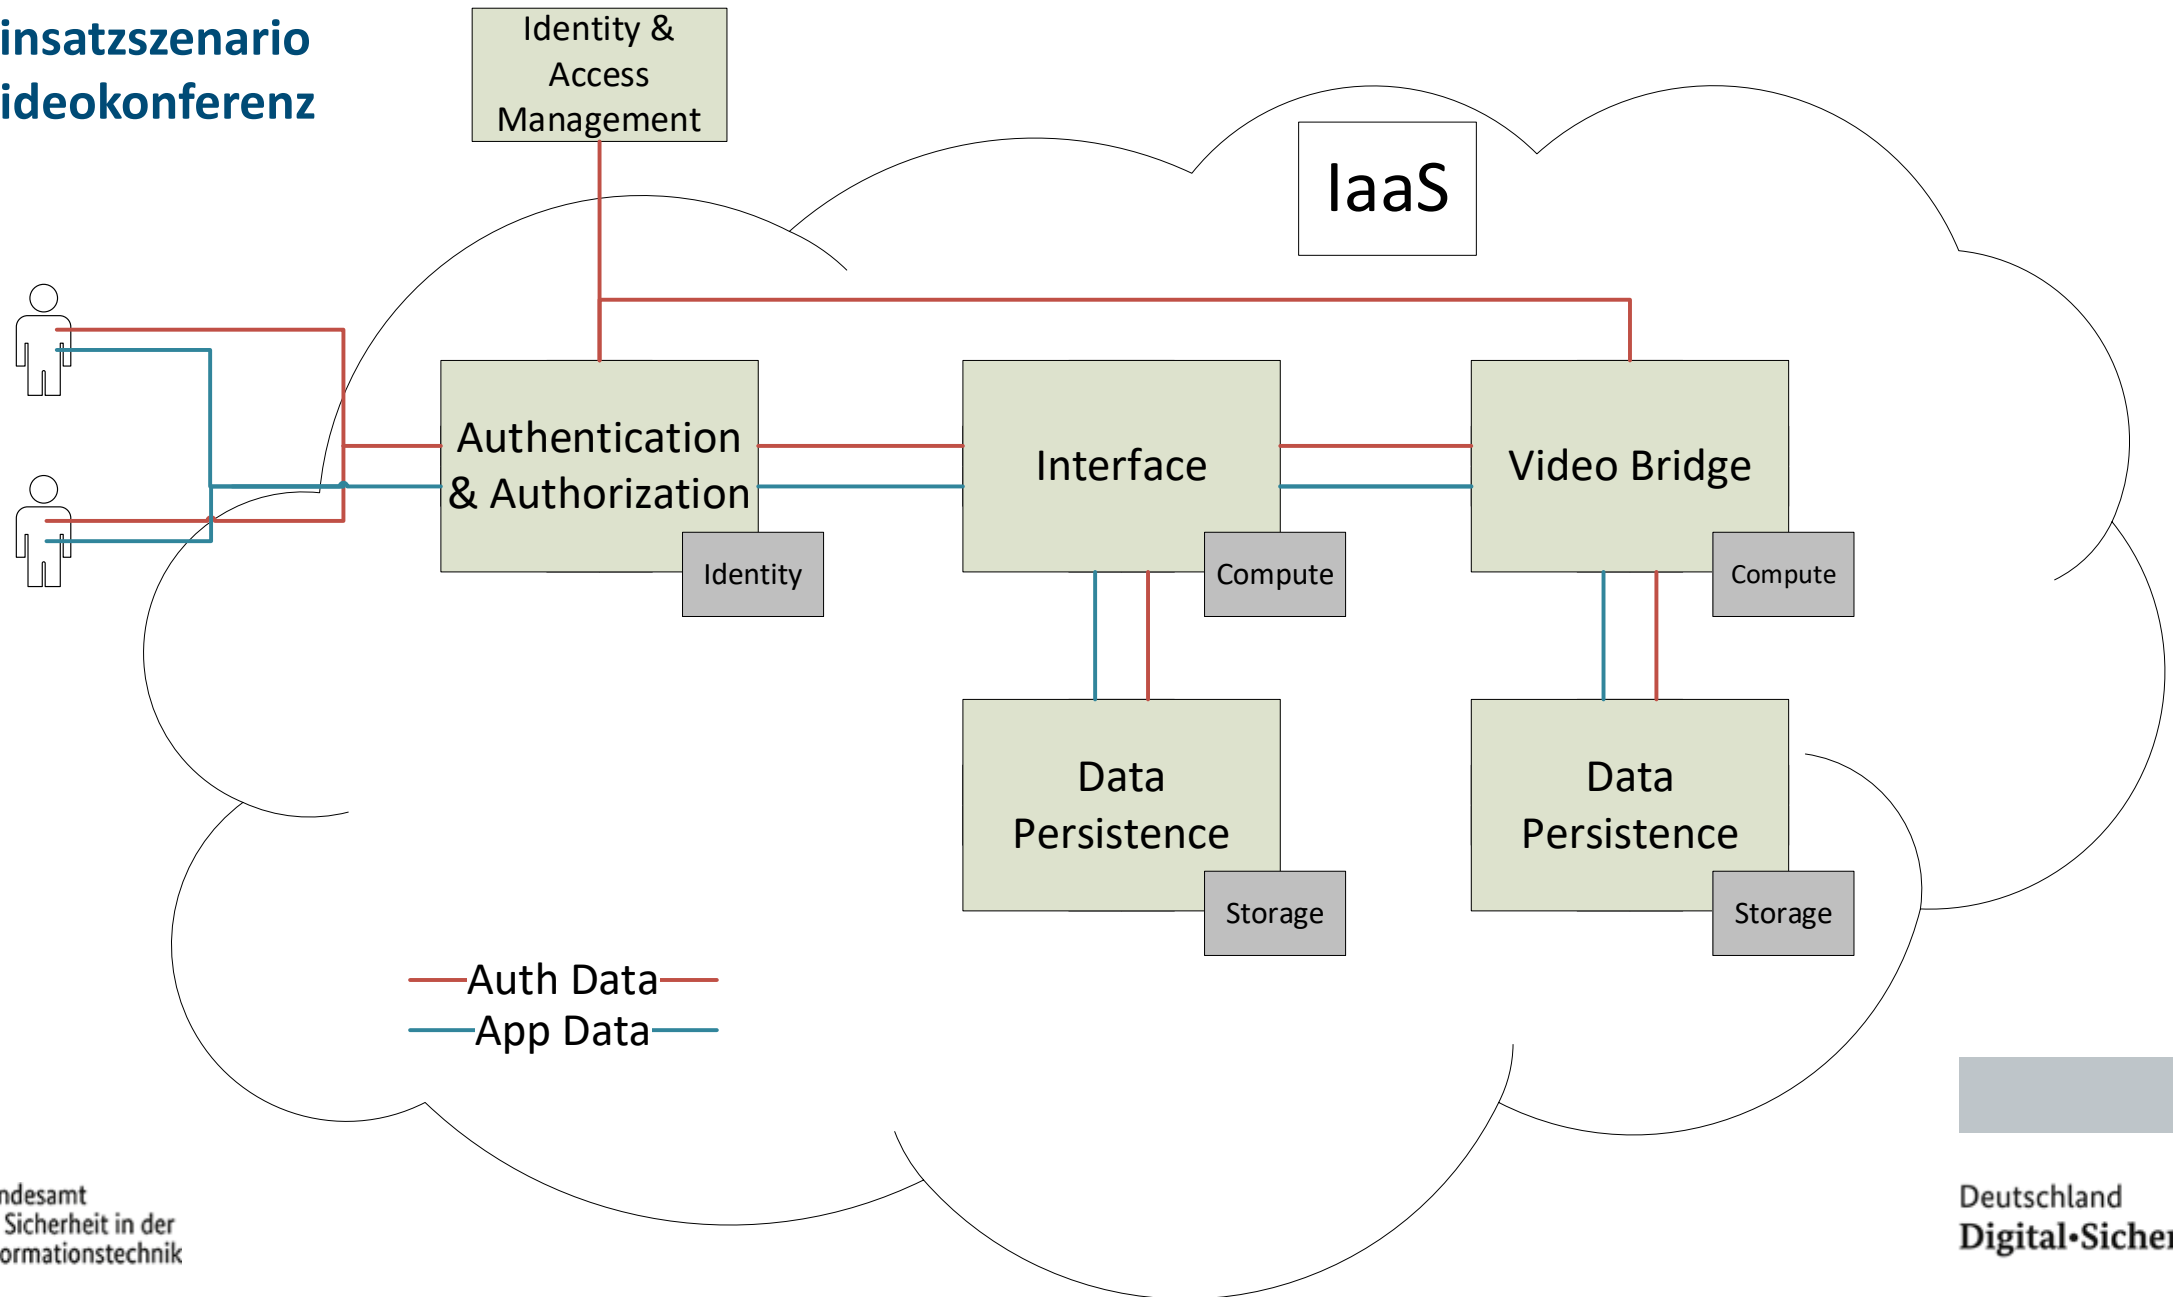 insatzszenario
ideokonferenz
Identity &
Access
Management
IaaS
Authentication
& Authorization
Identity
Interface
Compute
Video Bridge
Compute
Data
Persistence
Storage
Data
Persistence
Storage
Auth Data
App Data
ndesamt
Sicherheit in der
ormationstechnik
Deutschland
Digital•Sicher